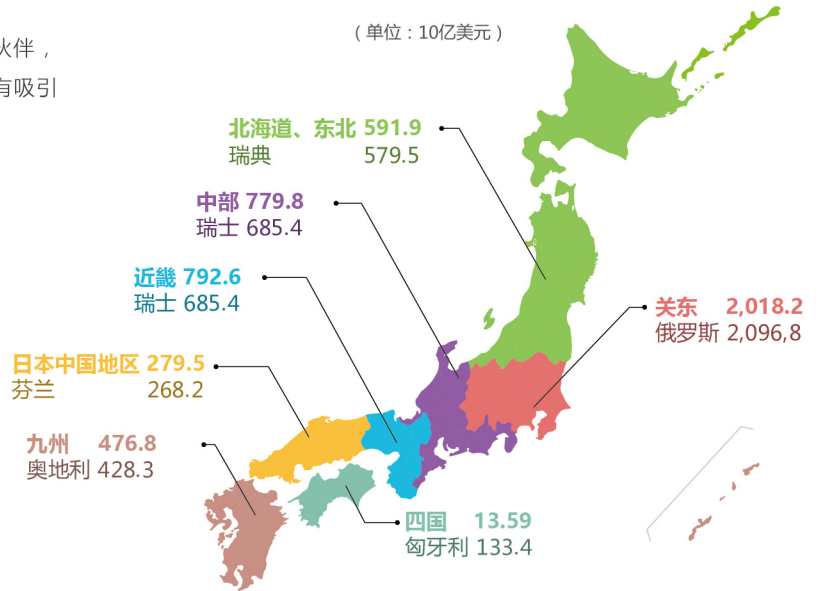 伙伴，
有吸引
（单位：10亿美元）
北海道、东北 591.9
瑞典 579.5
中部 779.8
瑞士 685.4
近畿 792.6
瑞士 685.4
关东 2,018.2
俄罗斯 2,096,8
日本中国地区 279.5
芬兰 268.2
九州 476.8
奥地利 428.3
四国 13.59
匈牙利 133.4